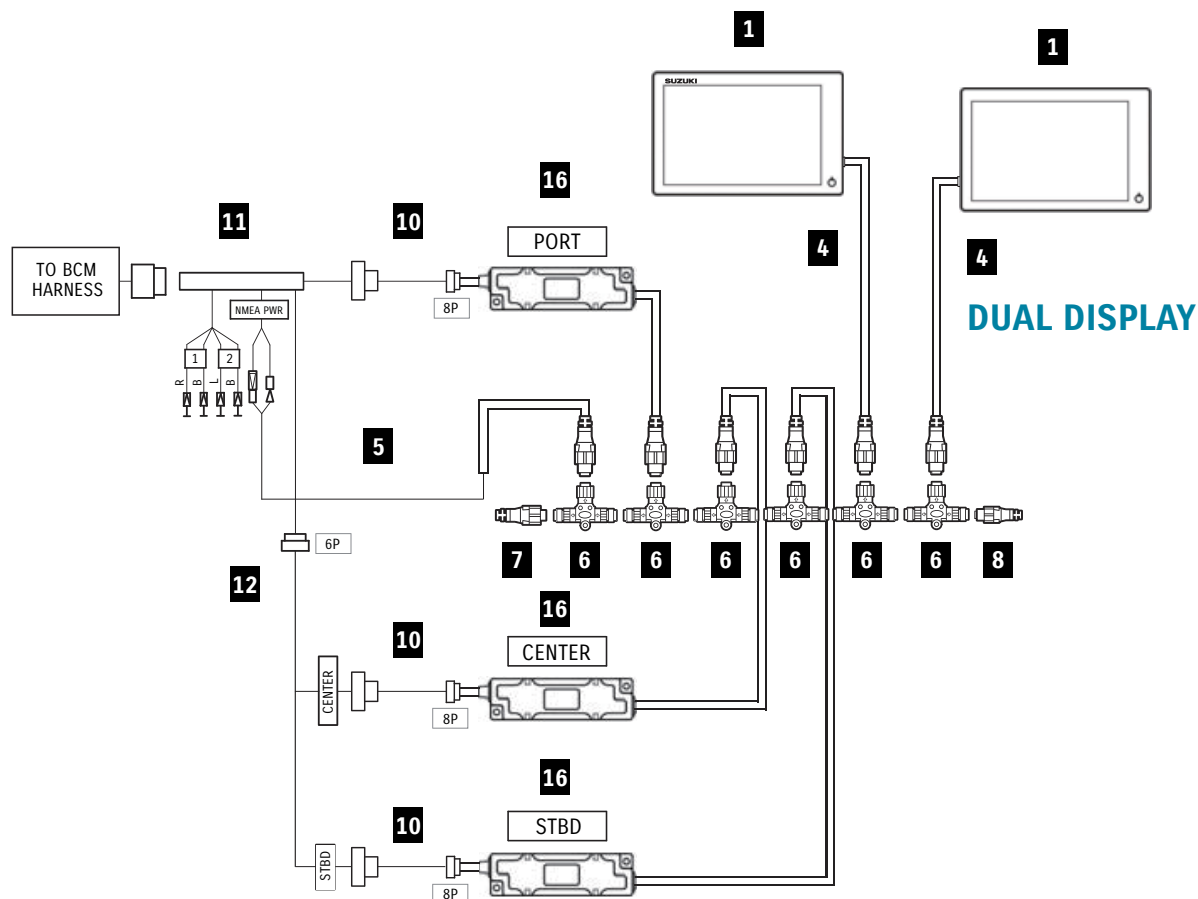 1
1
SUZUKI
16
11
10
PORT
4
4
TO BCM
HARNESS
8P
NMEA PWR
DUAL DISPLAY
1
2
R
B
L
B
5
6P
7
6
6
6
6
6
6
8
12
16
10
CENTER
CENTER
8P
16
10
STBD
STBD
8P